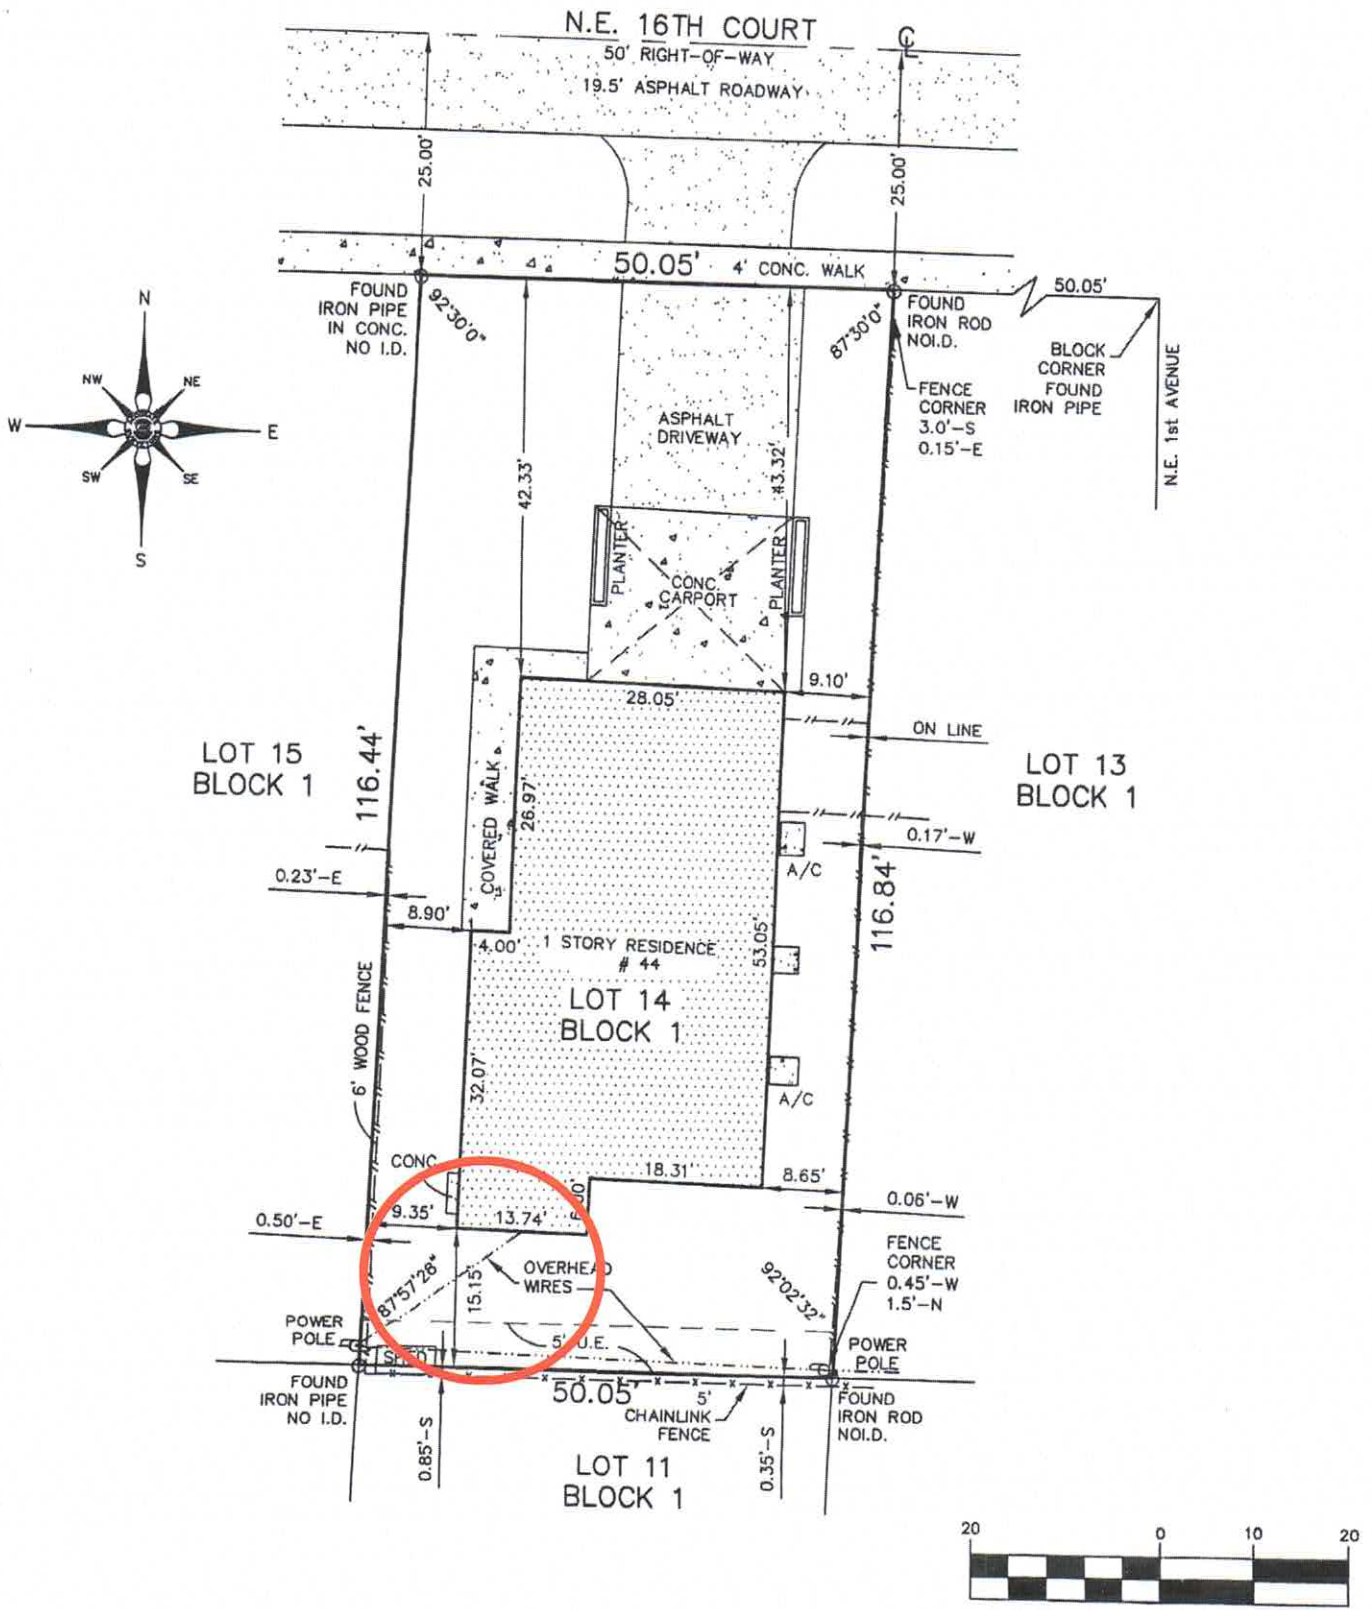 N.E. 16TH COURT
50' RIGHT-OF-WAY
19.5' ASPHALT ROADWAY
25.00'
25.00'
50.05'
4' CONC. WALK
50.05'
FOUND
IRON PIPE
IN CONC.
NO I.D.
92°30'0"
87°30'0"
FOUND
IRON ROD
NOI.D.
BLOCK
CORNER
FOUND
IRON PIPE
N.E. 1st AVENUE
FENCE
CORNER
3.0'-S
0.15'-E
N
NE
E
SE
S
SW
W
NW
ASPHALT
DRIVEWAY
42.33'
43.32'
PLANTER
CONC.
CARPORT
PLANTER
28.05'
9.10'
ON LINE
LOT 15
BLOCK 1
116.44'
LOT 13
BLOCK 1
COVERED WALK
26.97'
0.17'-W
A/C
116.84'
0.23'-E
8.90'
4.00'
1 STORY RESIDENCE
# 44
53.05'
LOT 14
BLOCK 1
6' WOOD FENCE
32.07'
A/C
CONC.
18.31'
8.65'
0.06'-W
0.50'-E
9.35'
13.74'
6.00'
87°57'28"
15.15'
OVERHEAD
WIRES
92°02'32"
FENCE
CORNER
0.45'-W
1.5'-N
POWER
POLE
5' U.E.
POWER
POLE
SHED
FOUND
IRON PIPE
NO I.D.
50.05'
5'
CHAINLINK
FENCE
FOUND
IRON ROD
NOI.D.
0.85'-S
0.35'-S
LOT 11
BLOCK 1
20 0 10 20